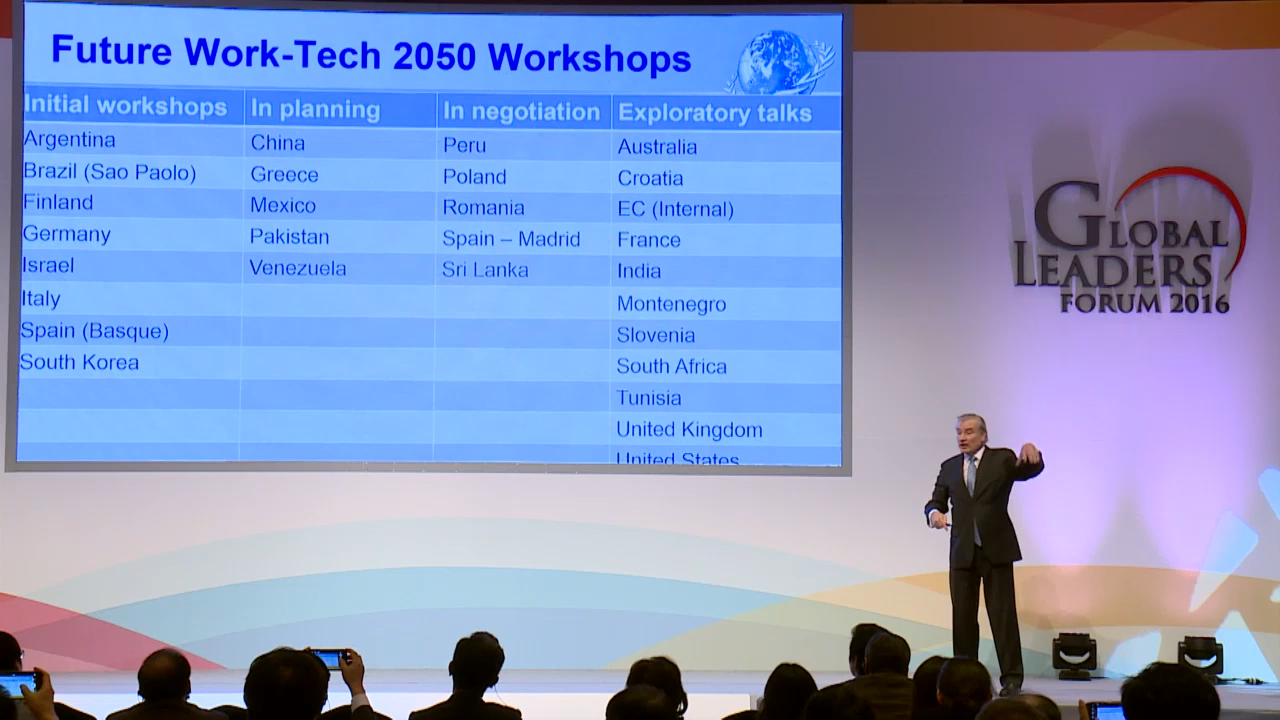 Future Work-Tech 2050 Workshops
Initial workshops In planning In negotiation Exploratory talks
Argentina China Peru Australia
Brazil (Sao Paolo) Greece Poland Croatia
Finland Mexico Romania EC (Internal)
Germany Pakistan Spain – Madrid France
Israel Venezuela Sri Lanka India
Italy Montenegro
Spain (Basque) Slovenia
South Korea South Africa
Tunisia
United Kingdom
United States
GLOBAL
LEADERS
FORUM 2016